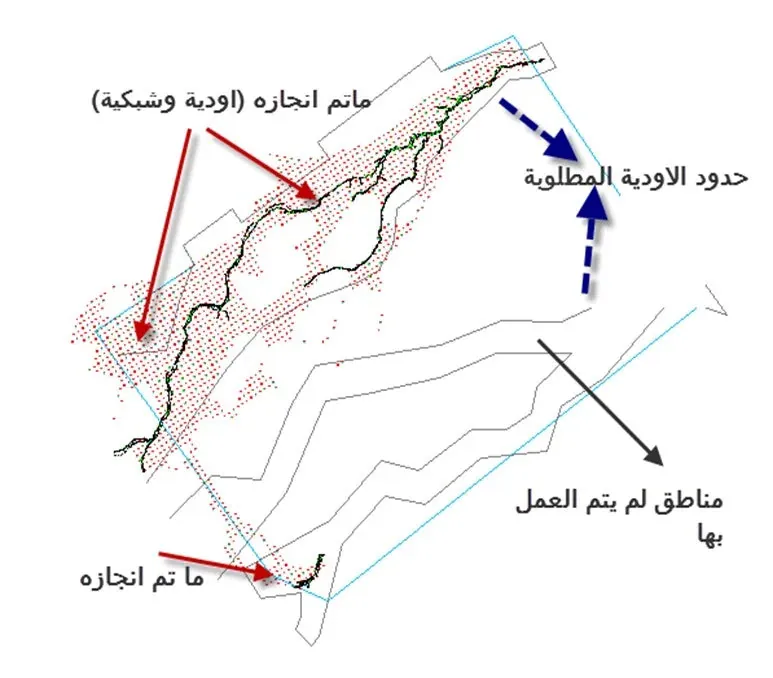 ماتم انجازه (اودية وشبكية)
حدود الاودية المطلوبة
مناطق لم يتم العمل
بها
ما تم انجازه